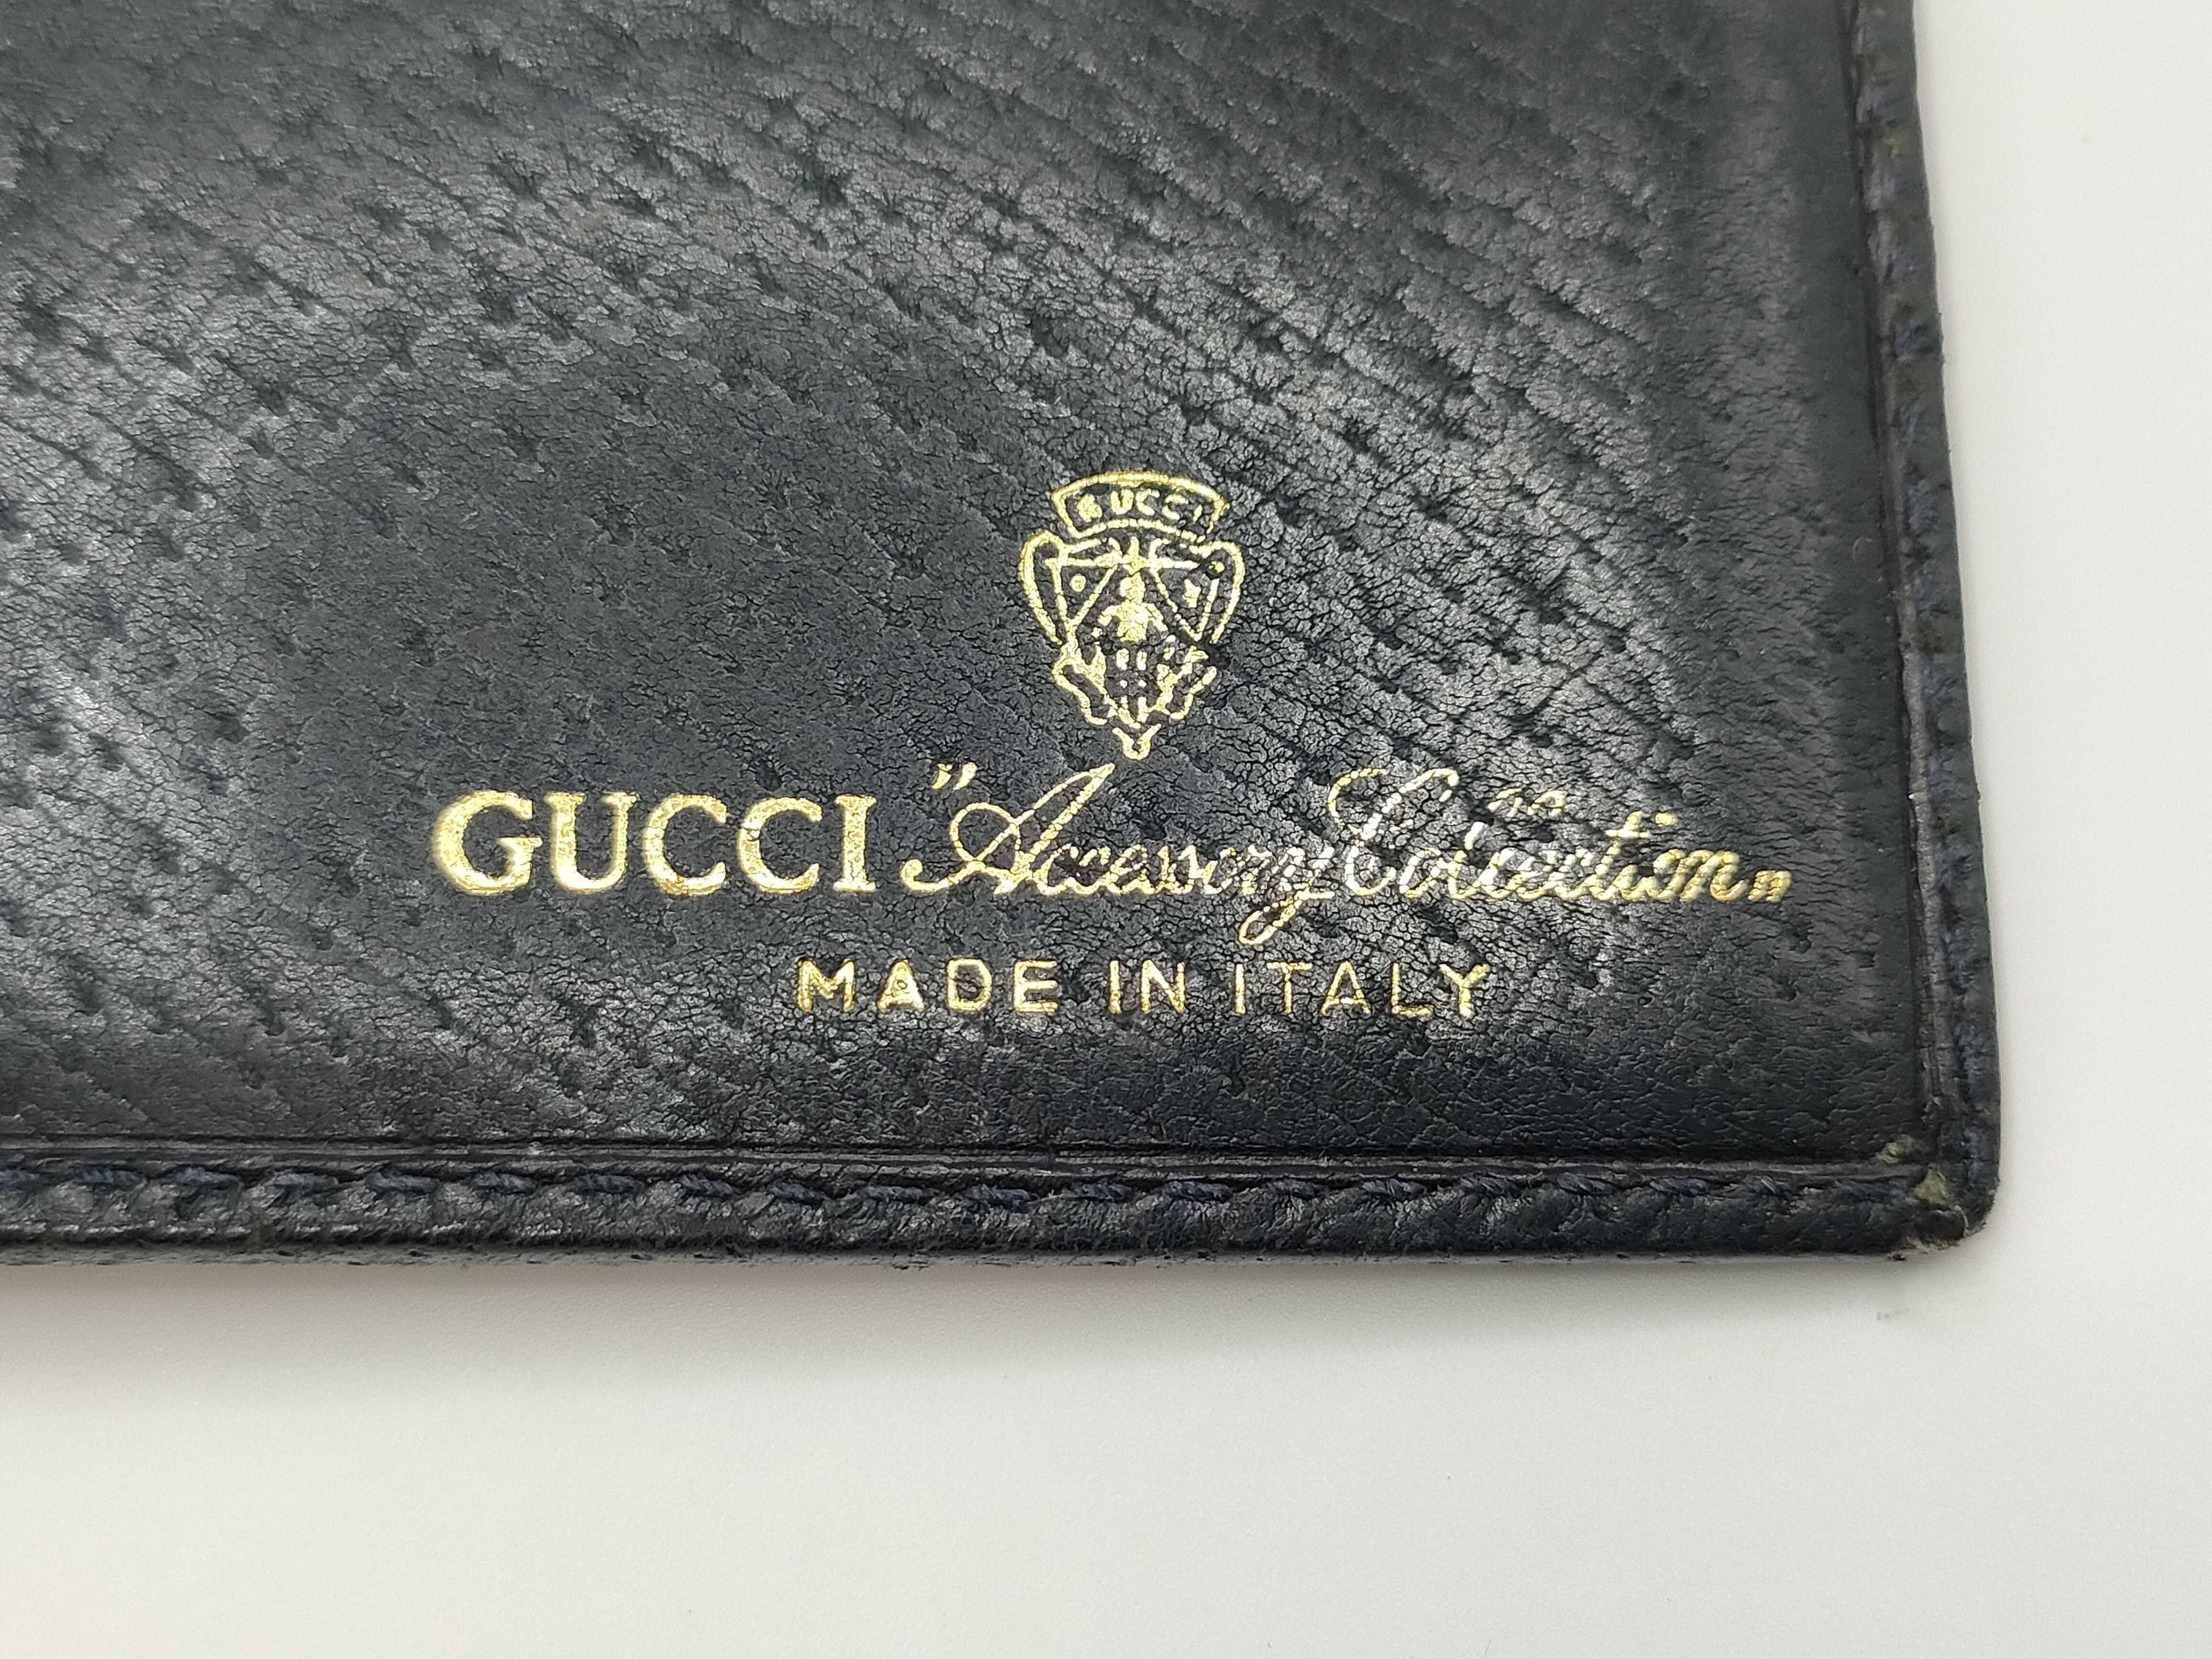 GUCCI
GUCCI "Accessory Collection"
MADE IN ITALY